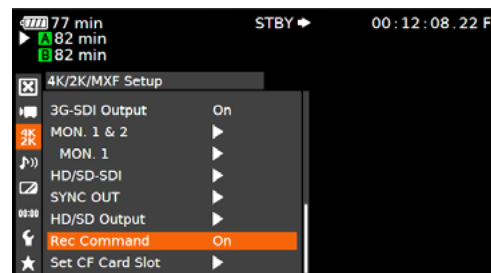 77 min STBY 00:12:08.22 F
A 82 min
B 82 min
4K/2K/MXF Setup
3G-SDI Output On
4K
2K
MON. 1 & 2
MON. 1
HD/SD-SDI
SYNC OUT
00:00
HD/SD Output
Rec Command On
Set CF Card Slot